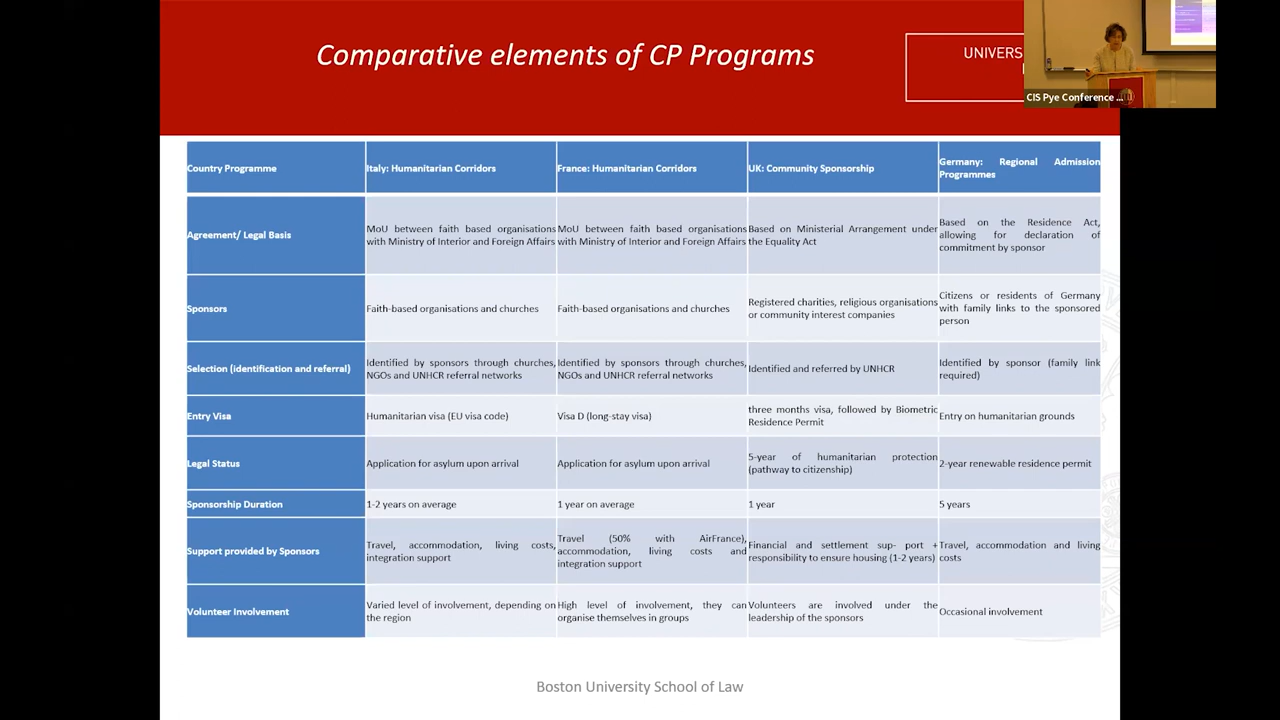 Comparative elements of CP Programs
UNIVERS
CIS Pye Conference ...
Country Programme
Italy: Humanitarian Corridors
France: Humanitarian Corridors
UK: Community Sponsorship
Germany: Regional Admission
Programmes
Agreement/ Legal Basis
MoU between faith based organisations
with Ministry of Interior and Foreign Affairs
MoU between faith based organisations
with Ministry of Interior and Foreign Affairs
Based on Ministerial Arrangement under
the Equality Act
Based on the Residence Act,
allowing for declaration of
commitment by sponsor
Sponsors
Faith-based organisations and churches
Faith-based organisations and churches
Registered charities, religious organisations
or community interest companies
Citizens or residents of Germany
with family links to the sponsored
person
Selection (identification and referral)
Identified by sponsors through churches,
NGOs and UNHCR referral networks
Identified by sponsors through churches,
NGOs and UNHCR referral networks
Identified and referred by UNHCR
Identified by sponsor (family link
required)
Entry Visa
Humanitarian visa (EU visa code)
Visa D (long-stay visa)
three months visa, followed by Biometric
Residence Permit
Entry on humanitarian grounds
Legal Status
Application for asylum upon arrival
Application for asylum upon arrival
5-year of humanitarian protection
(pathway to citizenship)
2-year renewable residence permit
Sponsorship Duration
1-2 years on average
1 year on average
1 year
5 years
Support provided by Sponsors
Travel, accommodation, living costs,
integration support
Travel (50% with AirFrance),
accommodation, living costs and
integration support
Financial and settlement sup- port +
responsibility to ensure housing (1-2 years)
Travel, accommodation and living
costs
Volunteer Involvement
Varied level of involvement, depending on
the region
High level of involvement, they can
organise themselves in groups
Volunteers are involved under the
leadership of the sponsors
Occasional involvement
Boston University School of Law